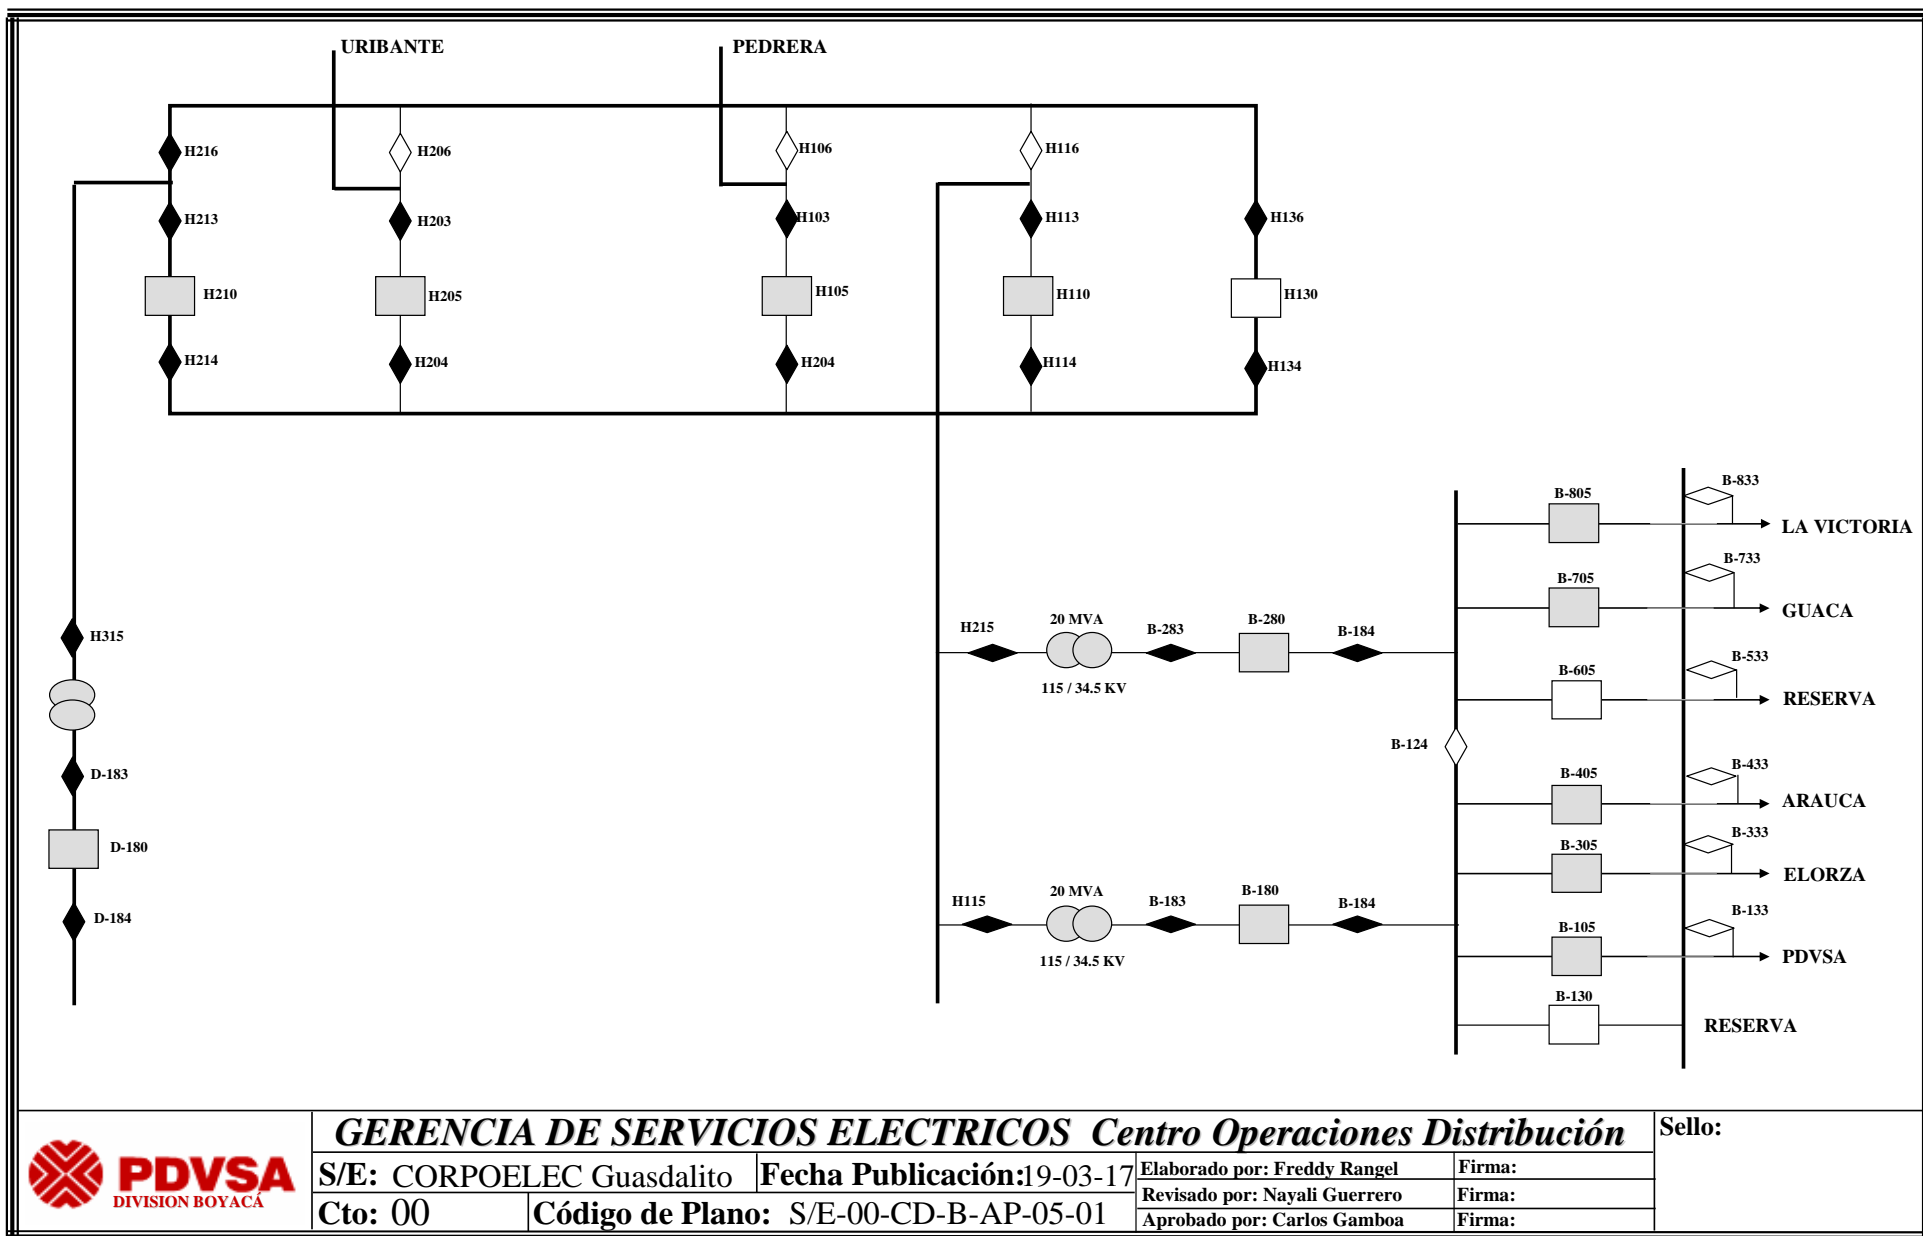 URIBANTE
PEDRERA
H216
H206
H106
H116
H213
H203
H103
H113
H136
H210
H205
H105
H110
H130
H214
H204
H204
H114
H134
B-805
B-833
LA VICTORIA
B-705
B-733
GUACA
H315
H215
20 MVA
B-283
B-280
B-184
115 / 34.5 KV
B-605
B-533
RESERVA
B-124
D-183
B-405
B-433
ARAUCA
D-180
B-305
B-333
ELORZA
D-184
H115
20 MVA
B-183
B-180
B-184
115 / 34.5 KV
B-105
B-133
PDVSA
B-130
RESERVA
PDVSA
DIVISION BOYACÁ
GERENCIA DE SERVICIOS ELECTRICOS Centro Operaciones Distribución
S/E: CORPOELEC Guasdalito
Fecha Publicación:19-03-17
Cto: 00
Código de Plano: S/E-00-CD-B-AP-05-01
Elaborado por: Freddy Rangel
Firma:
Revisado por: Nayali Guerrero
Firma:
Aprobado por: Carlos Gamboa
Firma:
Sello: